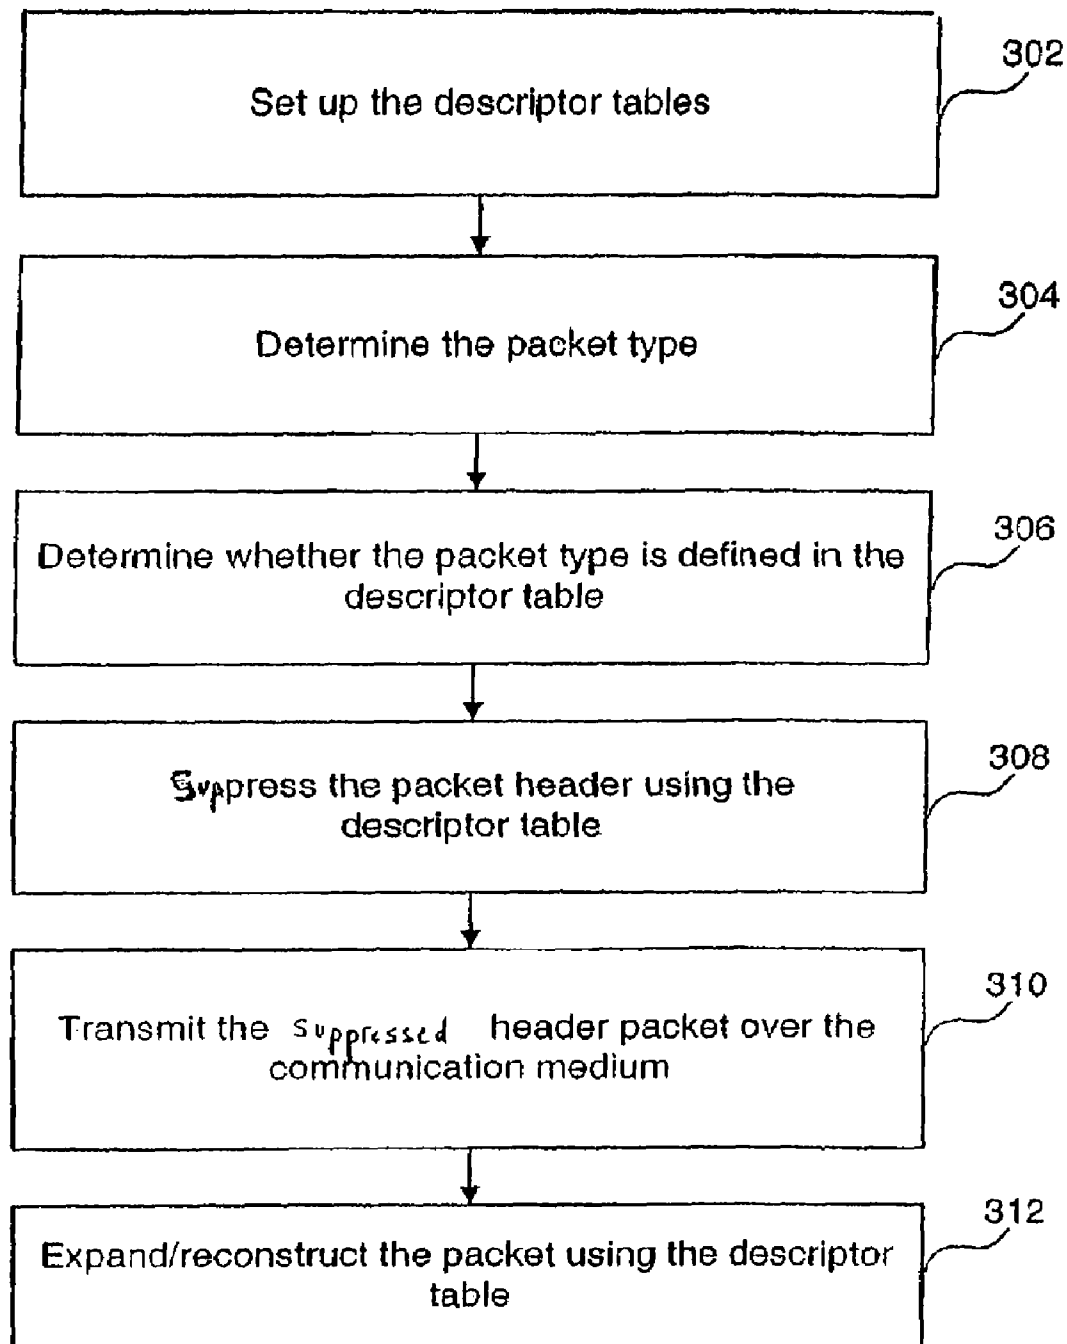 Set up the descriptor tables
302
Determine the packet type
304
Determine whether the packet type is defined in the
descriptor table
306
Suppress the packet header using the
descriptor table
308
Transmit the suppressed header packet over the
communication medium
310
Expand/reconstruct the packet using the descriptor
table
312